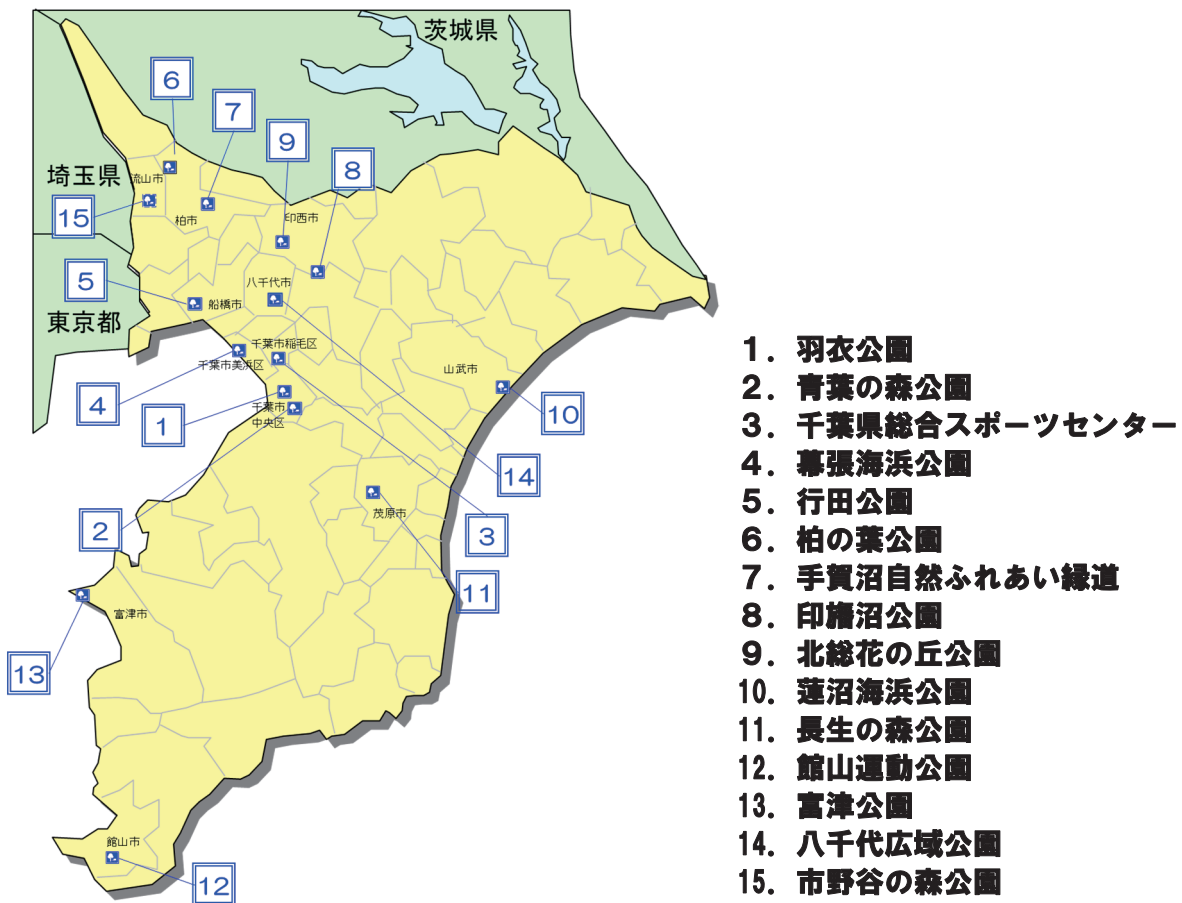 茨城県
6
7
9
8
埼玉県
流山市
15
柏市
印西市
5
八千代市
船橋市
東京都
千葉市稲毛区
千葉市美浜区
山武市
4
1
千葉市
中央区
10
14
2
茂原市
3
11
富津市
13
館山市
12
1. 羽衣公園
2. 青葉の森公園
3. 千葉県総合スポーツセンター
4. 幕張海浜公園
5. 行田公園
6. 柏の葉公園
7. 手賀沼自然ふれあい緑道
8. 印旛沼公園
9. 北総花の丘公園
10. 蓮沼海浜公園
11. 長生の森公園
12. 館山運動公園
13. 富津公園
14. 八千代広域公園
15. 市野谷の森公園